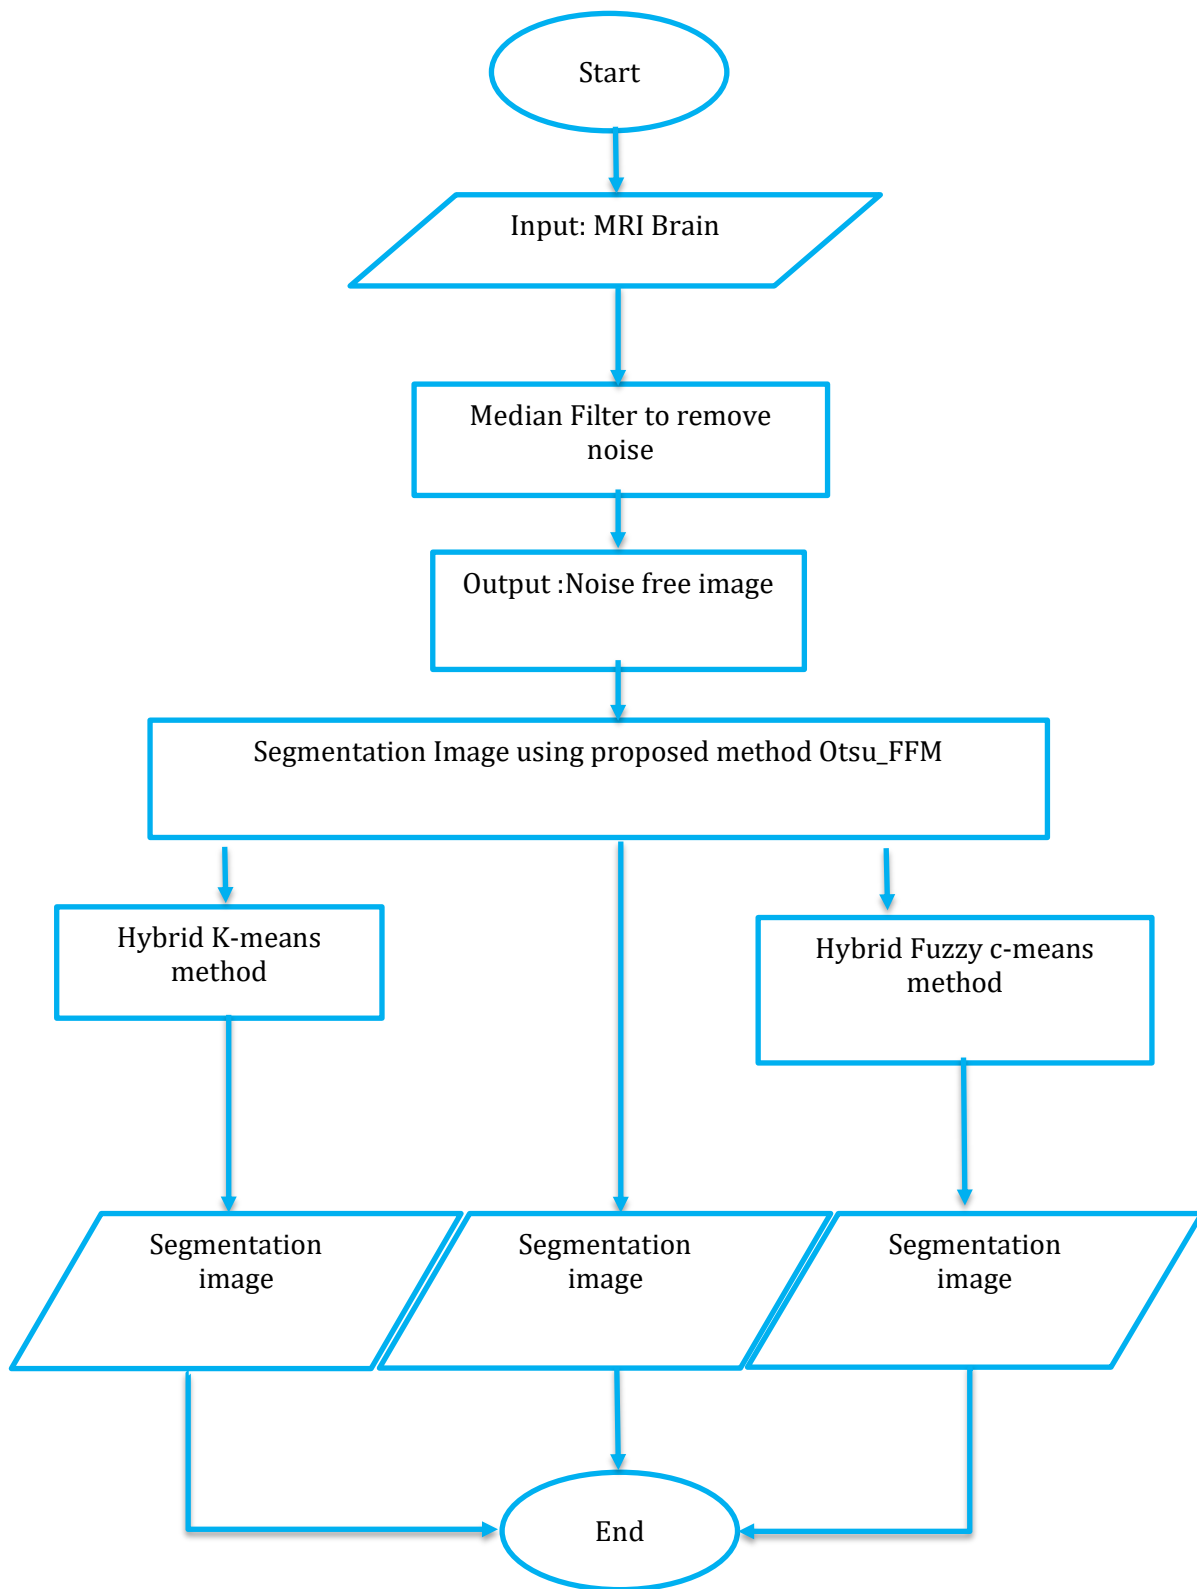 Start
Input: MRI Brain
Median Filter to remove
noise
Output :Noise free image
Segmentation Image using proposed method Otsu_FFM
Hybrid K-means
method
Hybrid Fuzzy c-means
method
Segmentation
image
Segmentation
image
Segmentation
image
End